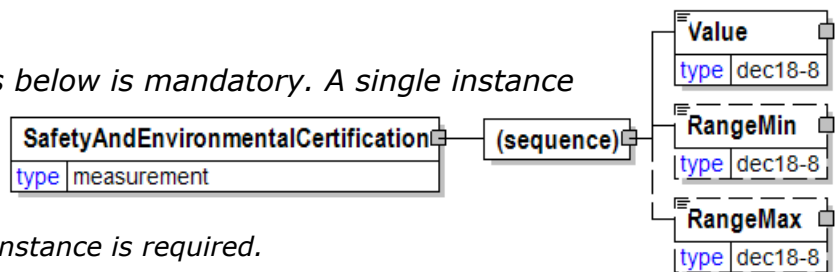 Value
type dec18-8
s below is mandatory. A single instance
RangeMin
SafetyAndEnvironmentalCertification
(sequence)
type measurement
type dec18-8
RangeMax
nstance is required.
type dec18-8